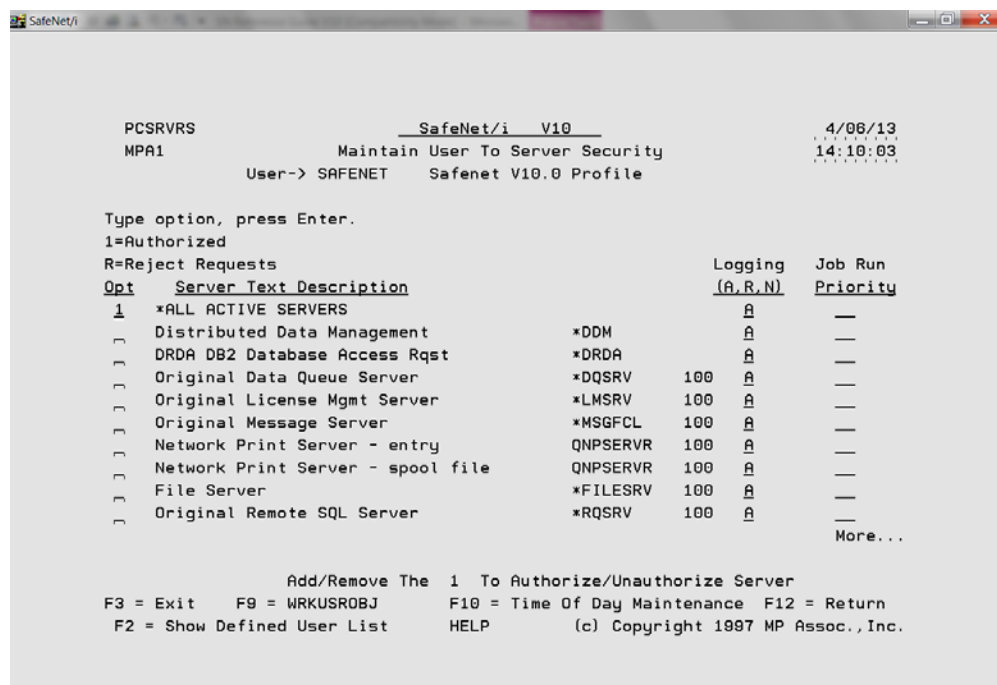 SafeNet/i
PCSRVRS SafeNet/i V10 4/06/13
MPA1 Maintain User To Server Security 14:10:03
User-> SAFENET Safenet V10.0 Profile
Type option, press Enter.
1=Authorized
R=Reject Requests Logging Job Run
Opt Server Text Description (A,R,N) Priority
1 *ALL ACTIVE SERVERS A
Distributed Data Management *DDM A
DRDA DB2 Database Access Rqst *DRDA A
Original Data Queue Server *DQSRV 100 A
Original License Mgmt Server *LMSRV 100 A
Original Message Server *MSGFCL 100 A
Network Print Server - entry QNPSERVR 100 A
Network Print Server - spool file QNPSERVR 100 A
File Server *FILESRV 100 A
Original Remote SQL Server *RQSRV 100 A
More...
Add/Remove The 1 To Authorize/Unauthorize Server
F3 = Exit F9 = WRKUSROBJ F10 = Time Of Day Maintenance F12 = Return
F2 = Show Defined User List HELP (c) Copyright 1997 MP Assoc.,Inc.